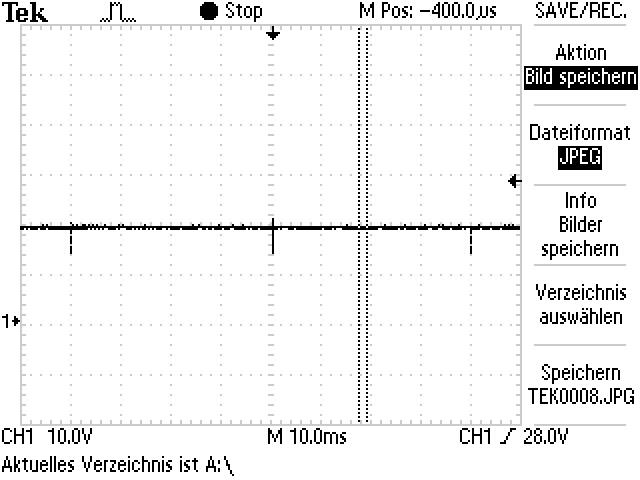 Tek Stop M Pos: -400.0µs SAVE/REC.
Aktion
Bild speichern
Dateiformat
JPEG
Info
Bilder
speichern
1
Verzeichnis
auswählen
Speichern
TEK0008.JPG
CH1 10.0V M 10.0ms CH1 28.0V
Aktuelles Verzeichnis ist A:\